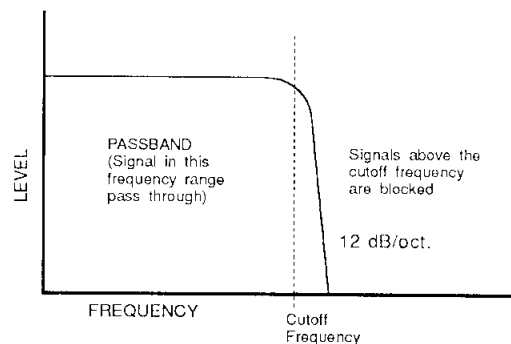 LEVEL
PASSBAND
(Signal in this
frequency range
pass through)
Signals above the
cutoff frequency
are blocked
12 dB/oct.
FREQUENCY
Cutoff
Frequency